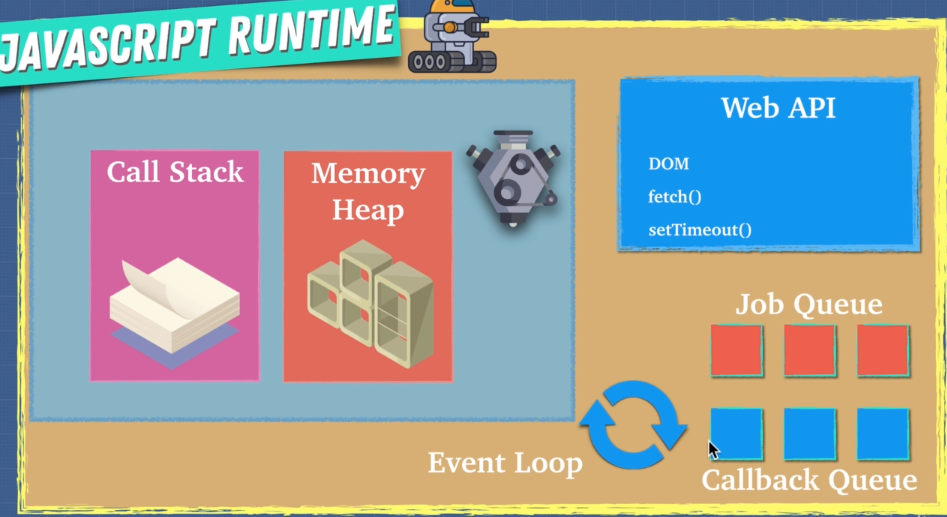 JAVASCRIPT RUNTIME
Call Stack
Memory
Heap
Web API
DOM
fetch()
setTimeout()
Job Queue
Event Loop
Callback Queue